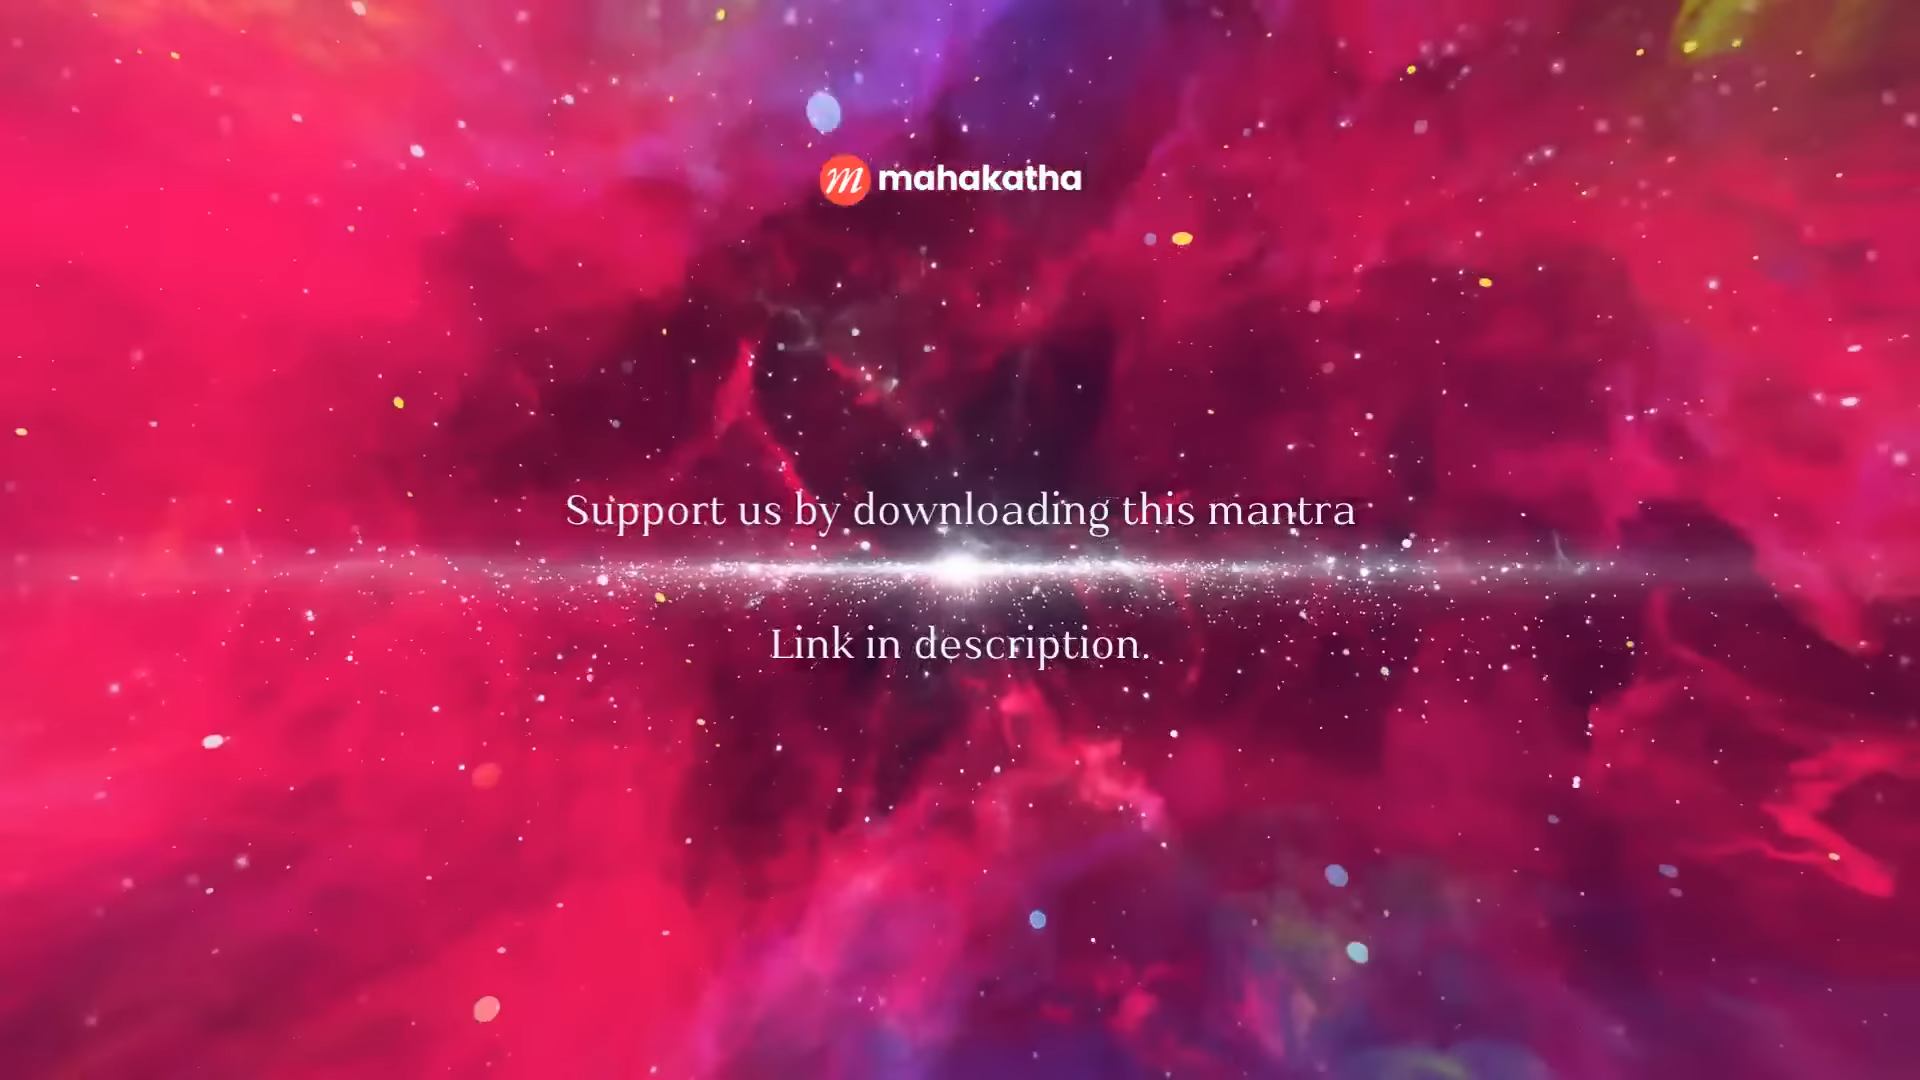 mahakatha
Support us by downloading this mantra
Link in description.